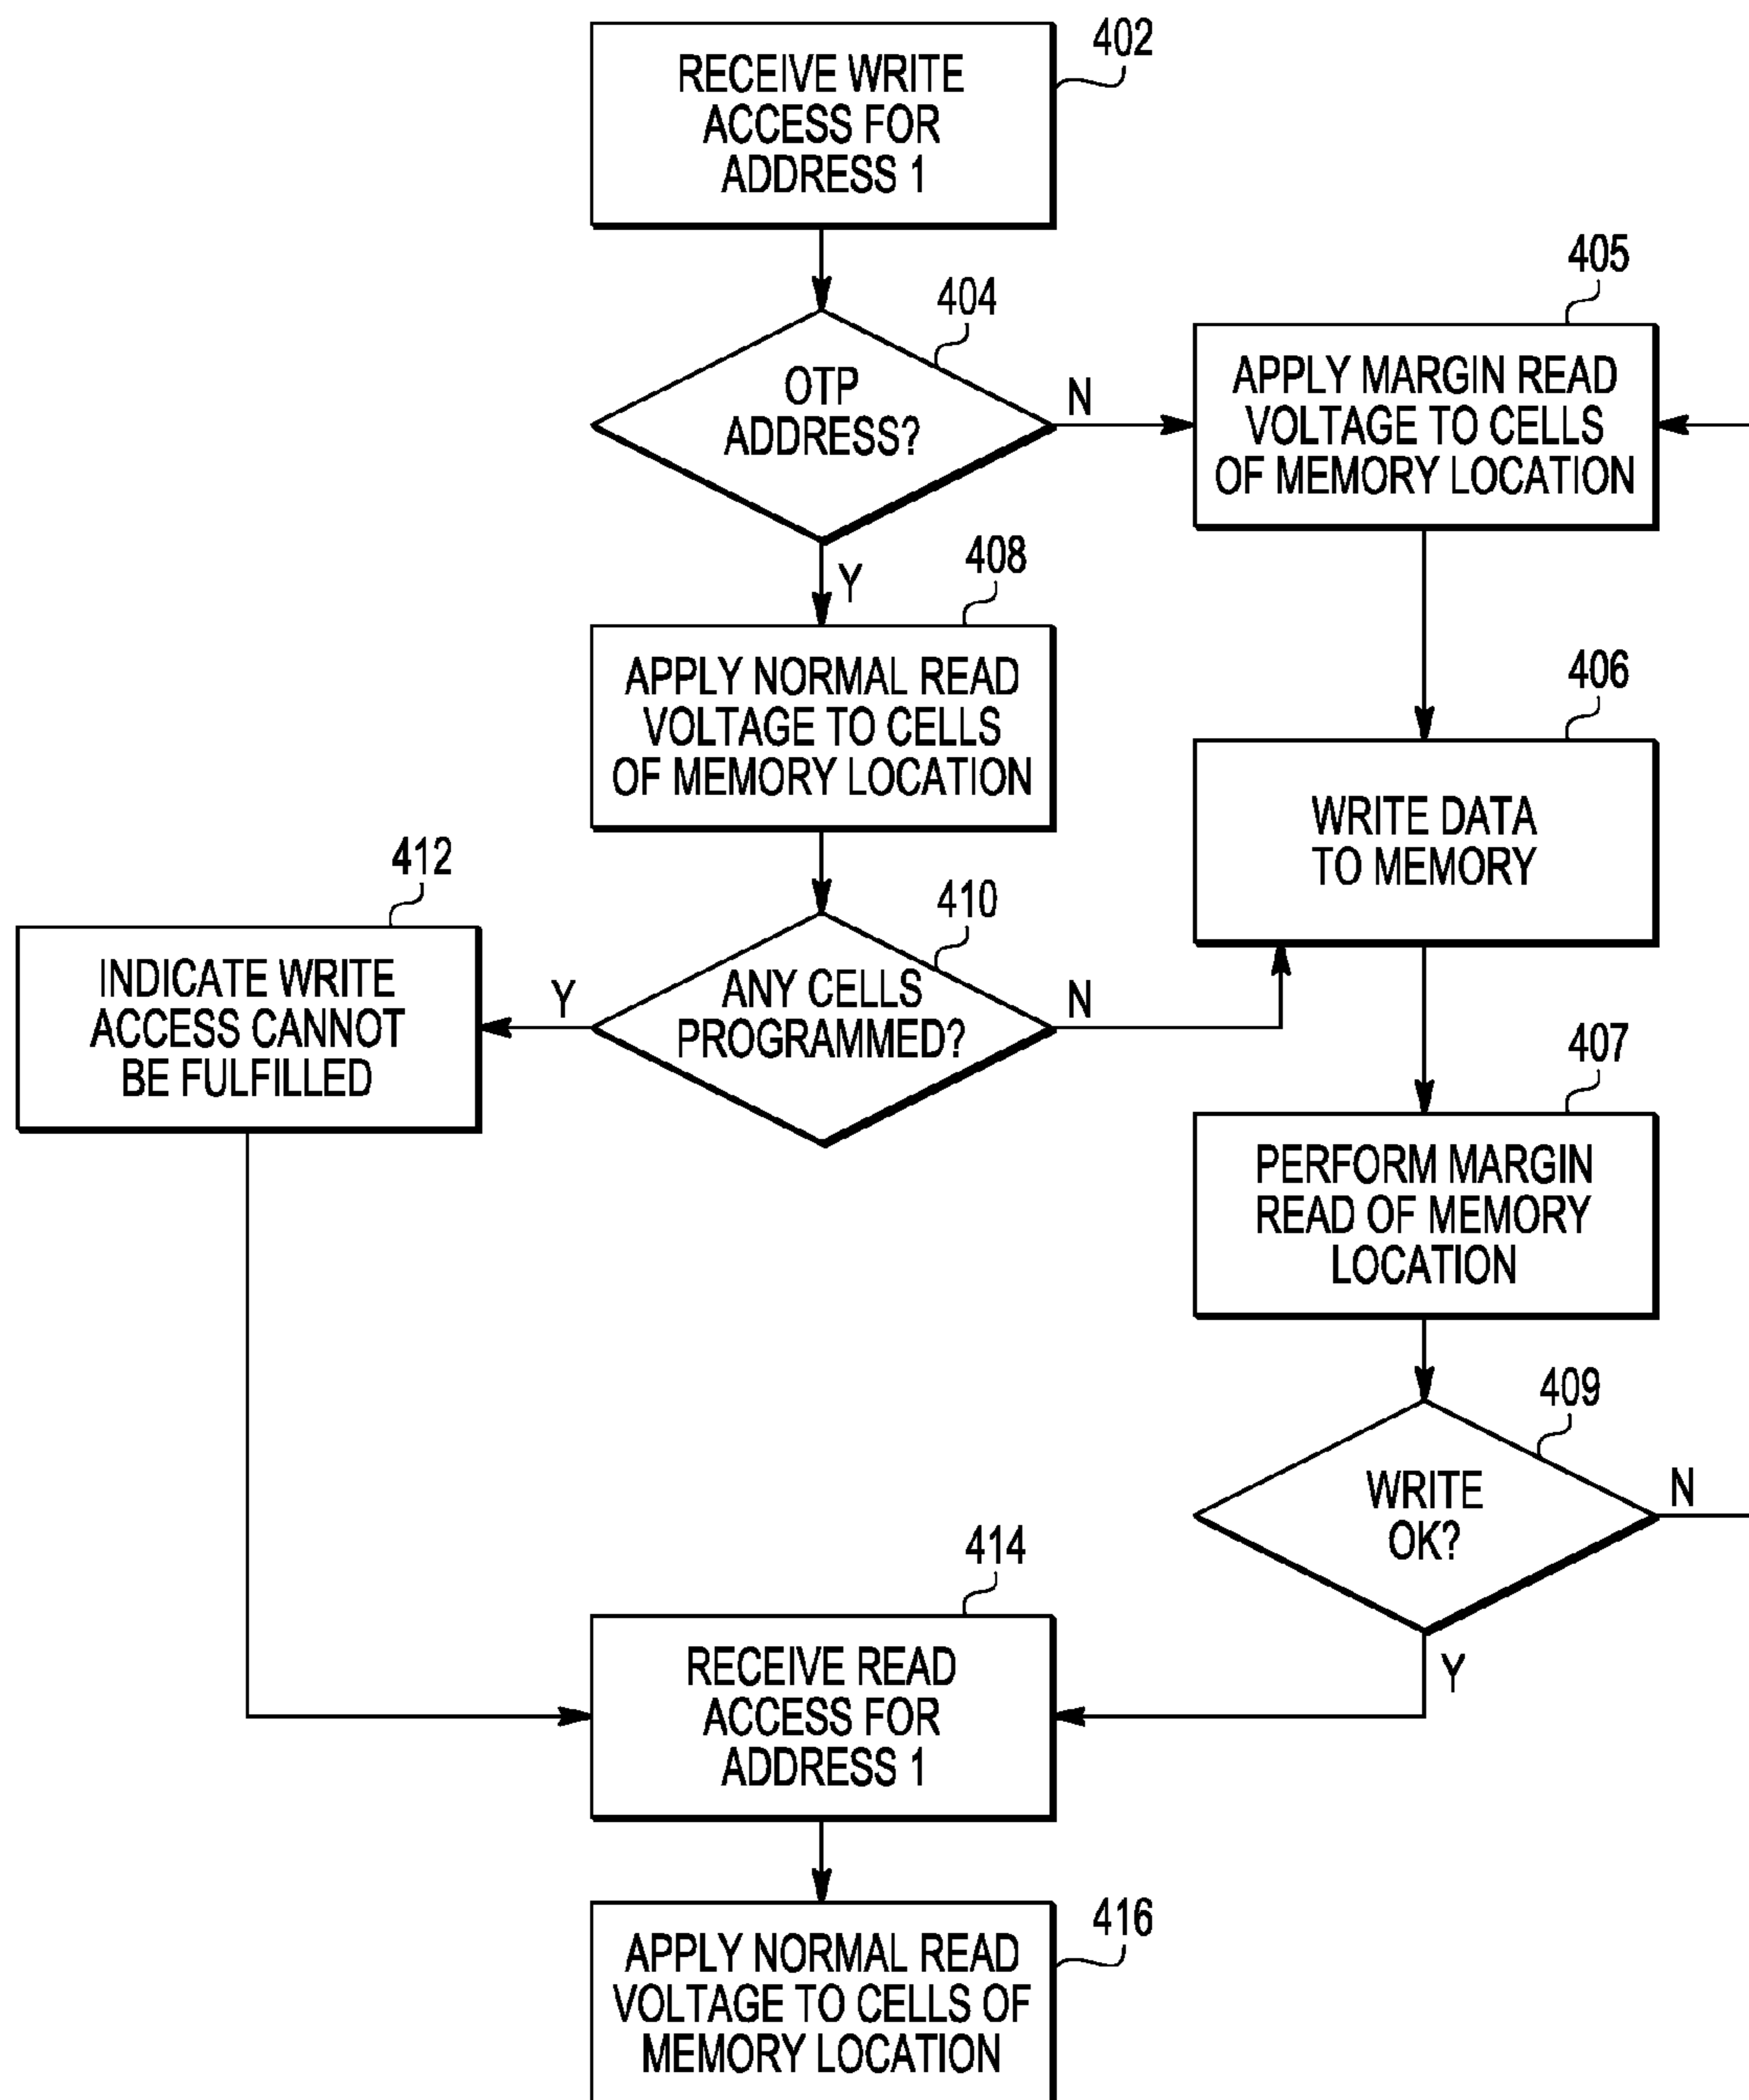 402
RECEIVE WRITE
ACCESS FOR
ADDRESS 1
404
OTP
ADDRESS?
N
Y
405
APPLY MARGIN READ
VOLTAGE TO CELLS
OF MEMORY LOCATION
408
APPLY NORMAL READ
VOLTAGE TO CELLS
OF MEMORY LOCATION
406
WRITE DATA
TO MEMORY
412
INDICATE WRITE
ACCESS CANNOT
BE FULFILLED
410
Y
ANY CELLS
PROGRAMMED?
N
407
PERFORM MARGIN
READ OF MEMORY
LOCATION
409
WRITE
OK?
N
Y
414
RECEIVE READ
ACCESS FOR
ADDRESS 1
416
APPLY NORMAL READ
VOLTAGE TO CELLS OF
MEMORY LOCATION